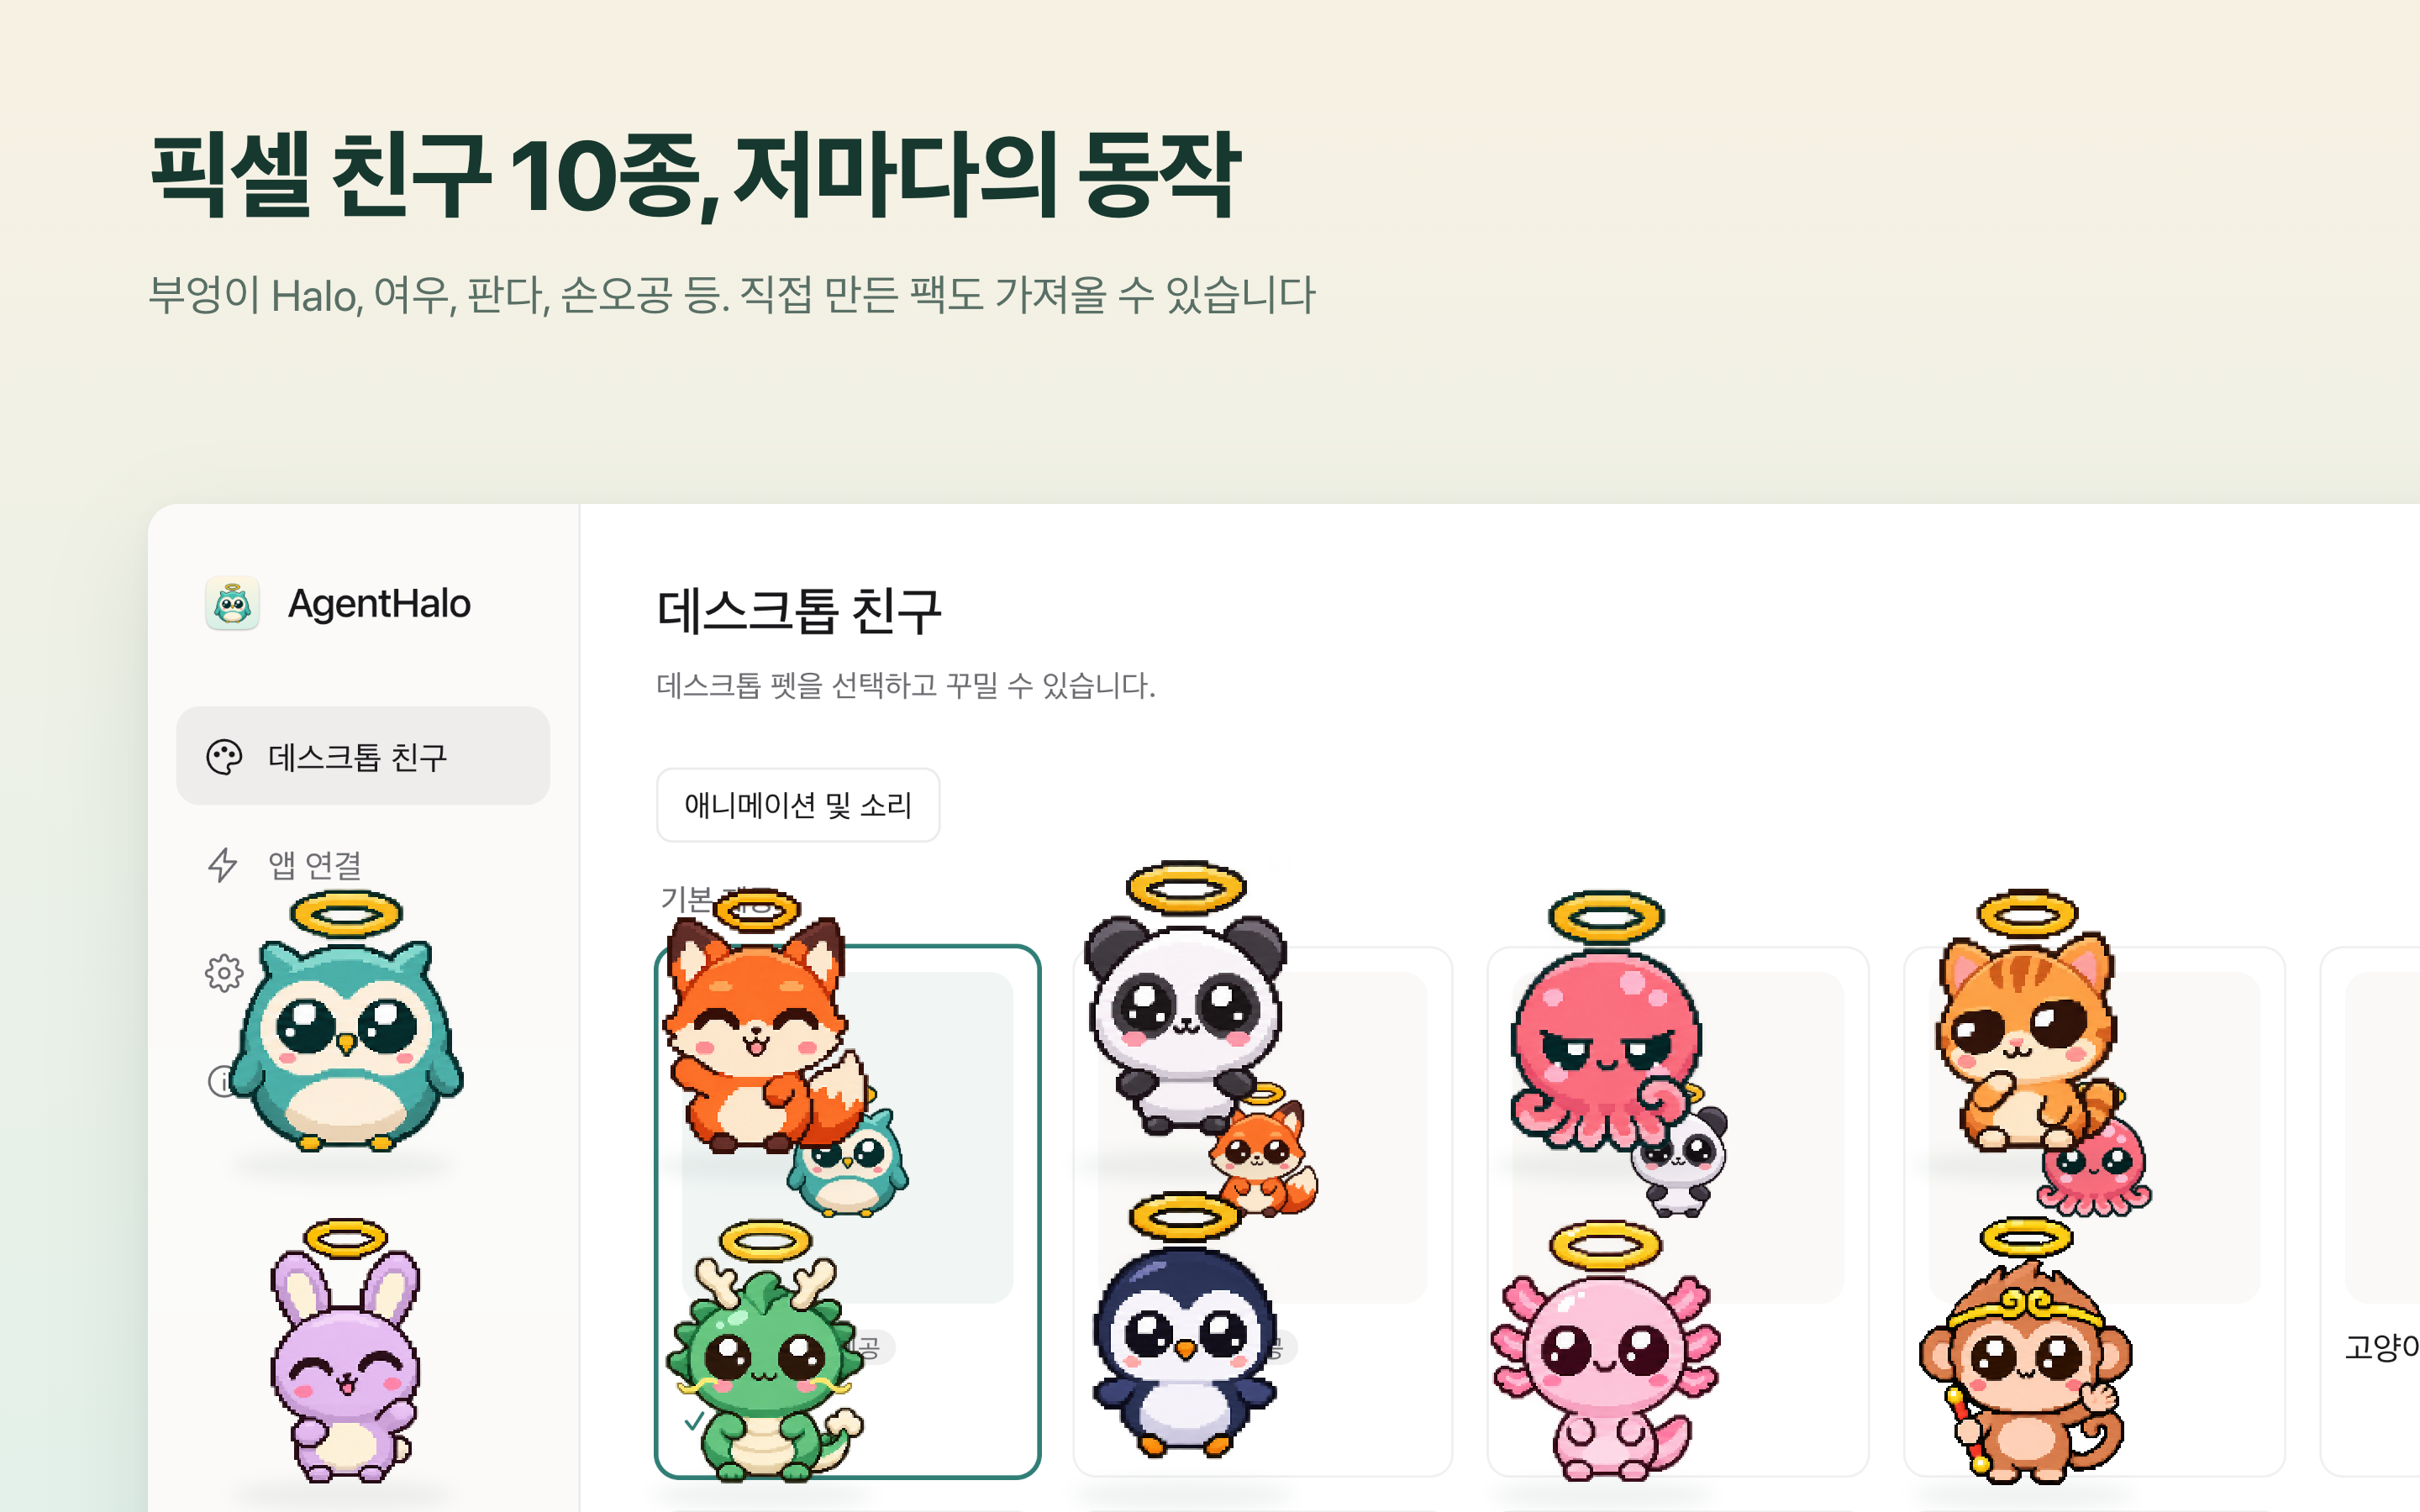 픽셀 친구 10종, 저마다의 동작
부엉이 Halo, 여우, 판다, 손오공 등. 직접 만든 팩도 가져올 수 있습니다
AgentHalo
데스크톱 친구
앱 연결
데스크톱 친구
데스크톱 펫을 선택하고 꾸밀 수 있습니다.
애니메이션 및 소리
기본